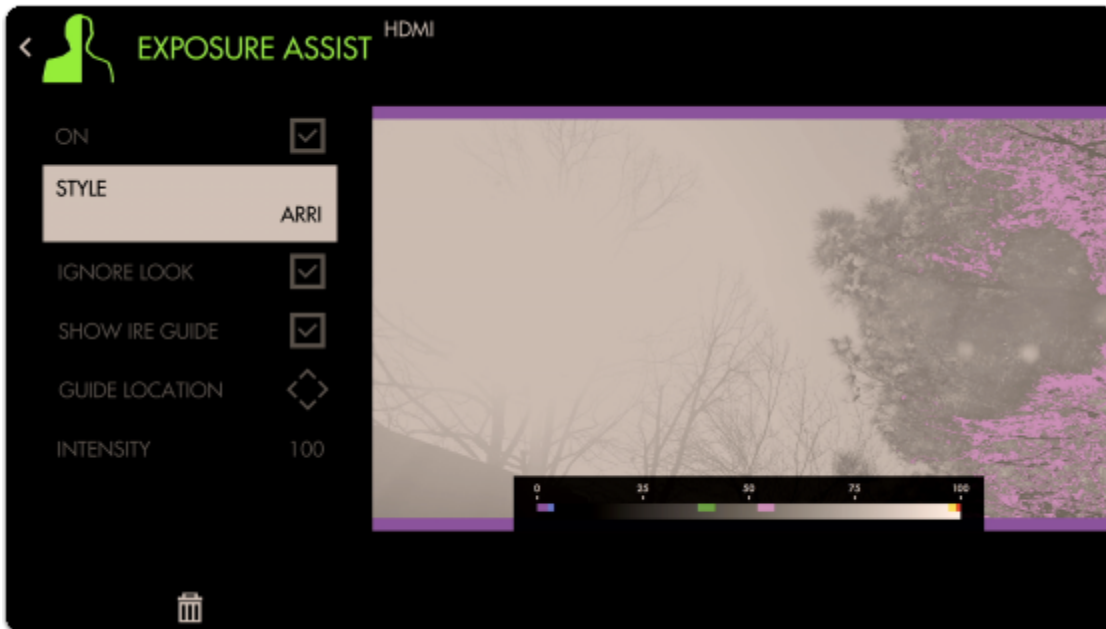 EXPOSURE ASSIST
HDMI
ON
STYLE
ARRI
IGNORE LOOK
SHOW IRE GUIDE
GUIDE LOCATION
INTENSITY 100
0 25 50 75 100